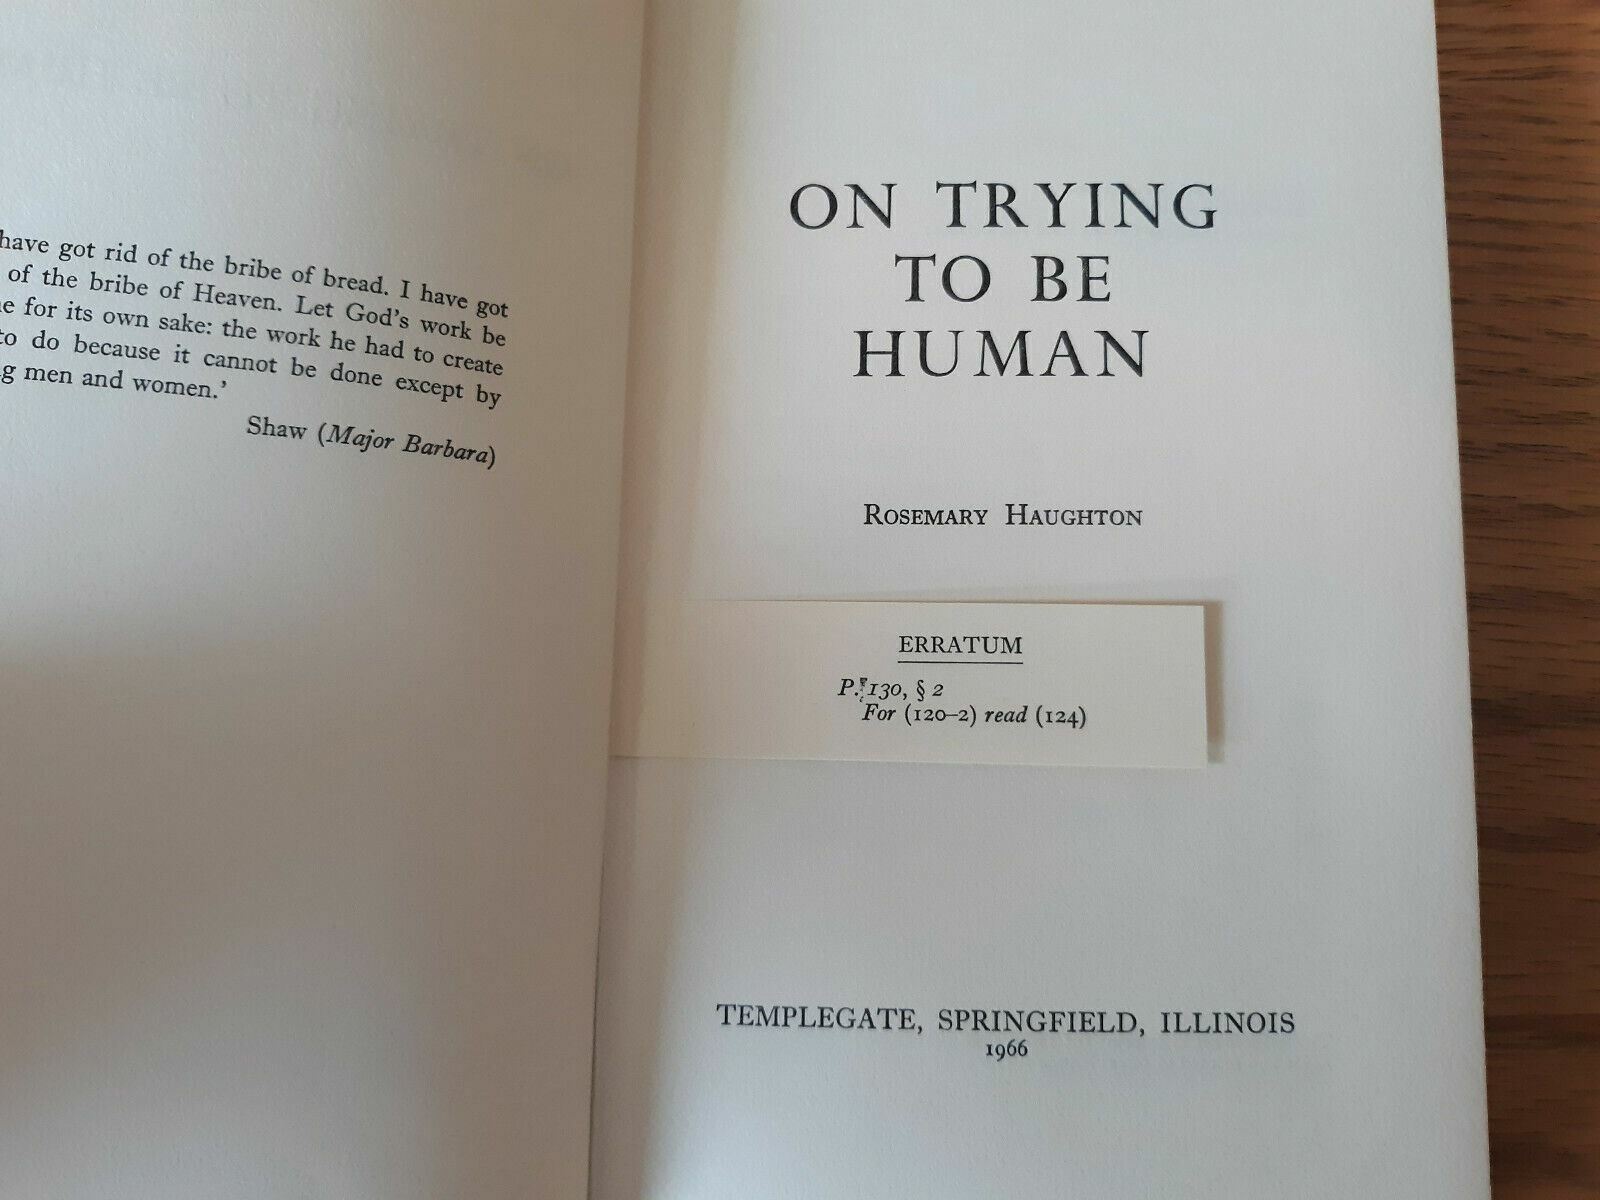 have got rid of the bribe of bread. I have got
of the bribe of Heaven. Let God's work be
for its own sake: the work he had to create
to do because it cannot be done except by
men and women.'
Shaw (Major Barbara)
ON TRYING
TO BE
HUMAN
ROSEMARY HAUGHTON
ERRATUM
P. 130, § 2
For (120–2) read (124)
TEMPLEGATE, SPRINGFIELD, ILLINOIS
1966